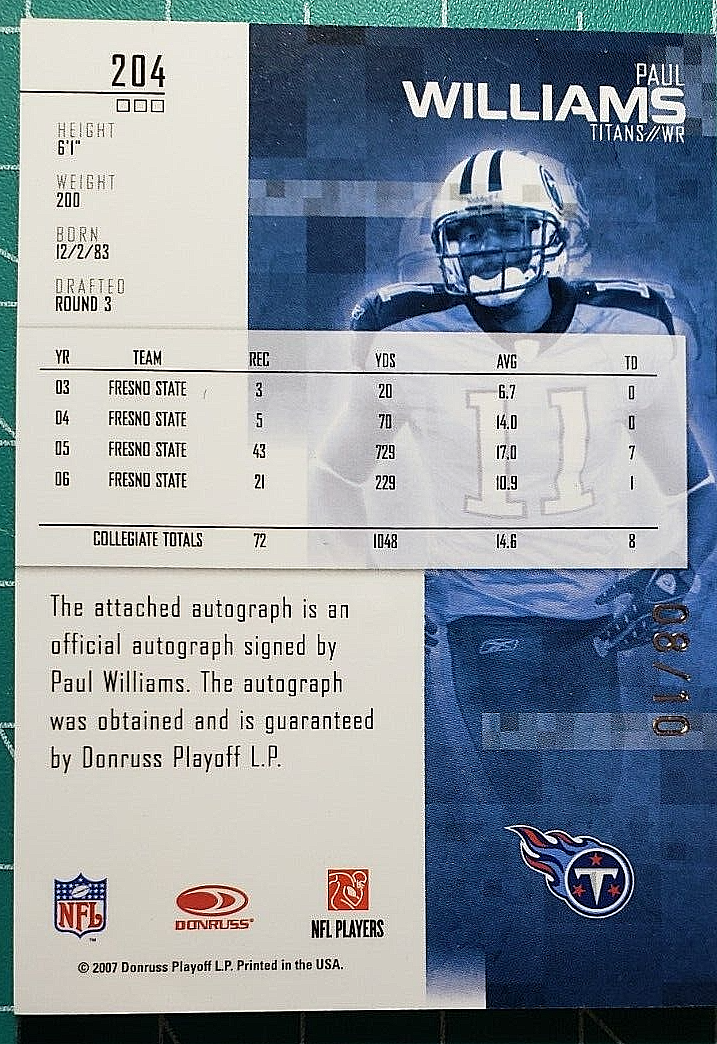 204
PAUL
WILLIAMS
TITANS//WR
HEIGHT
6'1"
WEIGHT
200
BORN
12/2/83
DRAFTED
ROUND 3
YR TEAM REC YDS AVG TD
03 FRESNO STATE 3 20 6.7 0
04 FRESNO STATE 5 70 14.0 0
05 FRESNO STATE 43 729 17.0 7
06 FRESNO STATE 21 229 10.9 1
COLLEGIATE TOTALS 72 1048 14.6 8
11
The attached autograph is an
official autograph signed by
Paul Williams. The autograph
was obtained and is guaranteed
by Donruss Playoff L.P.
08/10
T
NFL
TM
DONRUSS®
NFL PLAYERS
© 2007 Donruss Playoff L.P. Printed in the USA.